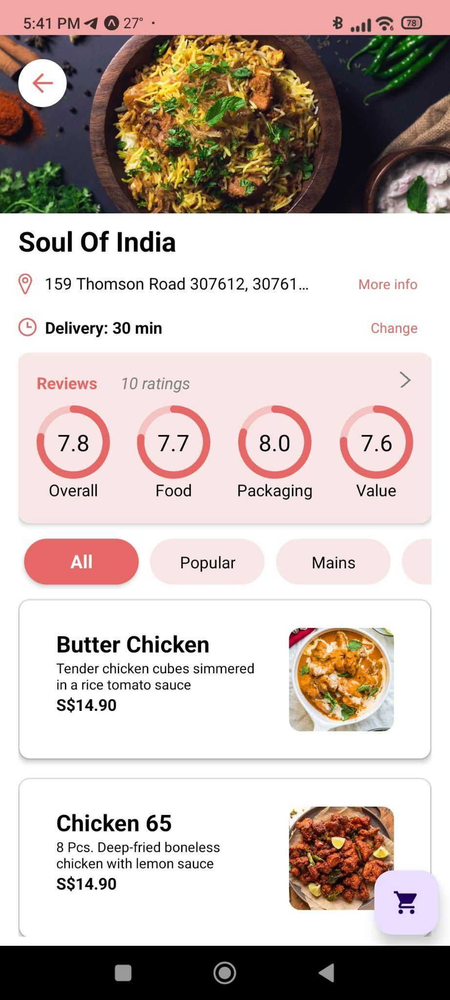 5:41 PM 27° ·
6 78
Soul Of India
159 Thomson Road 307612, 30761... More info
Delivery: 30 min Change
Reviews 10 ratings
7.8 7.7 8.0 7.6
Overall Food Packaging Value
All Popular Mains
Butter Chicken
Tender chicken cubes simmered
in a rice tomato sauce
S$14.90
Chicken 65
8 Pcs. Deep-fried boneless
chicken with lemon sauce
S$14.90